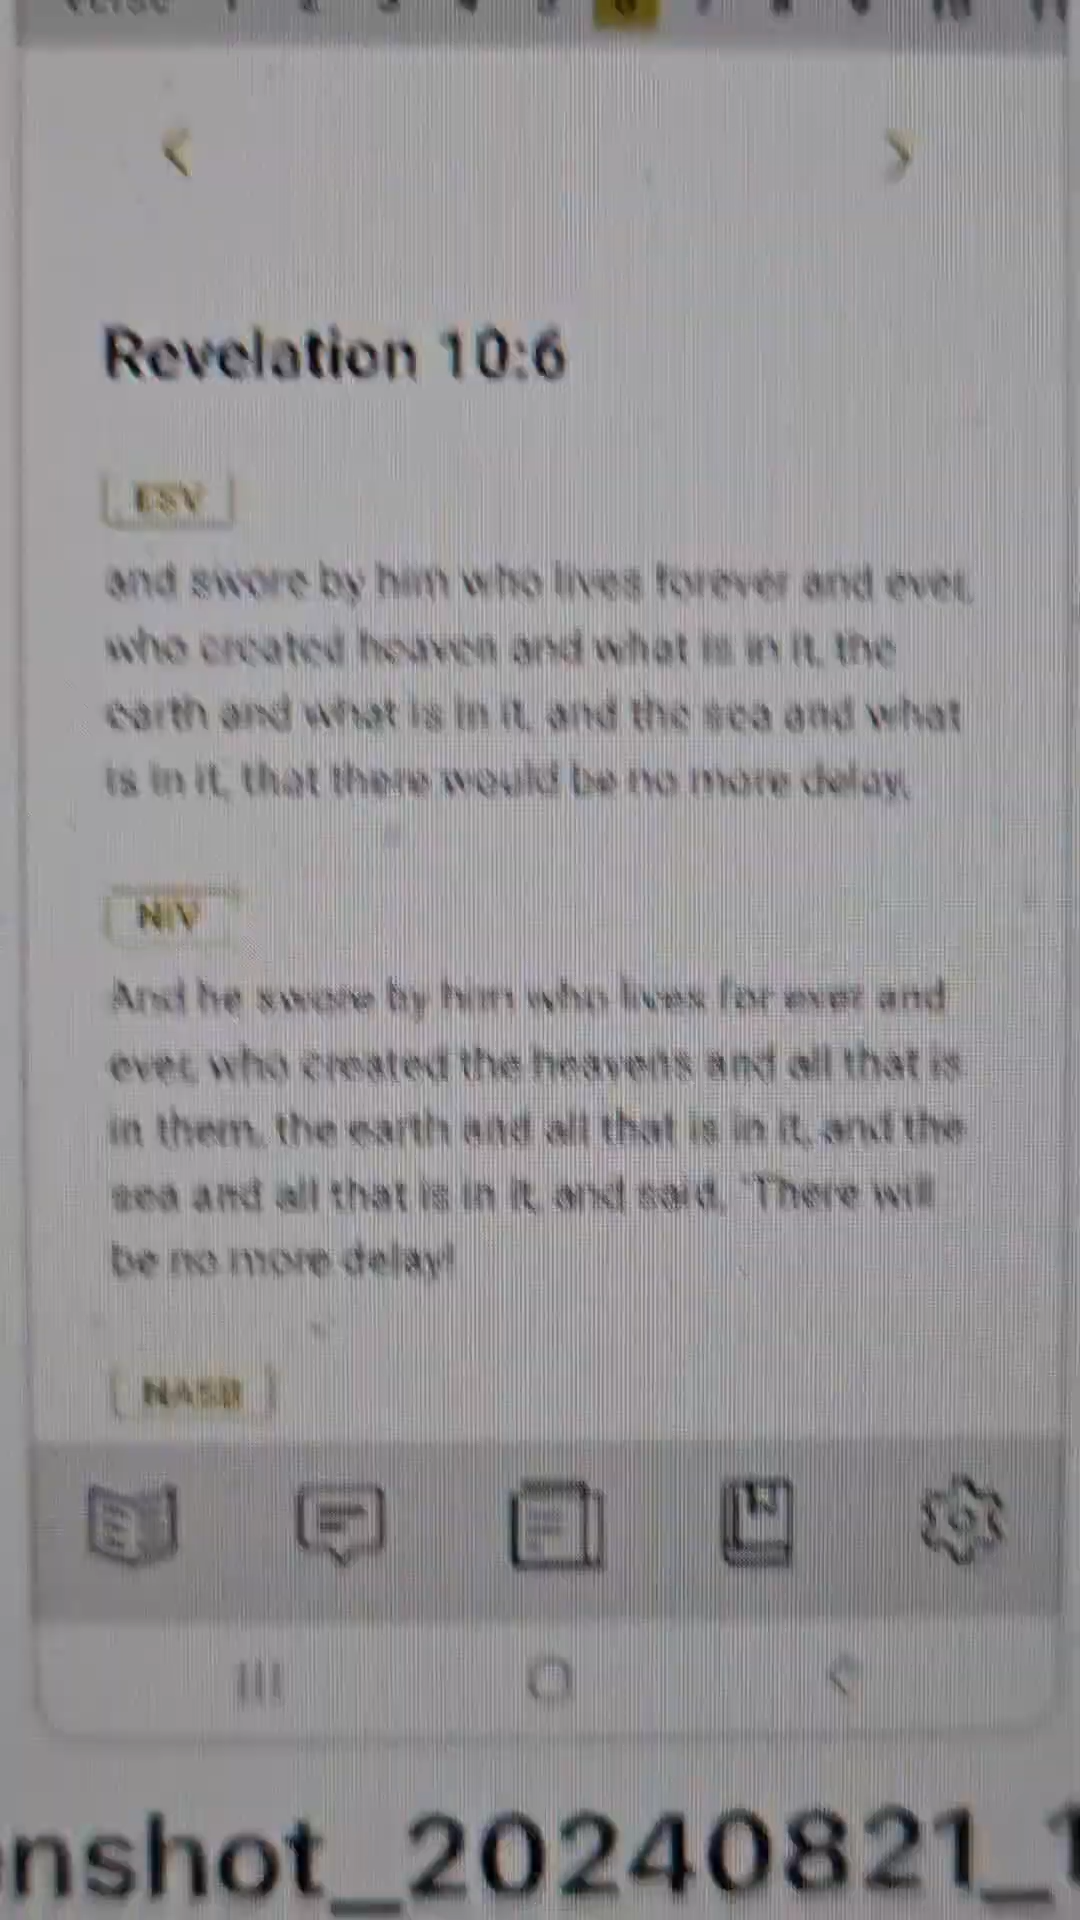 6
Revelation 10:6
ESV
and swore by him who lives forever and ever,
who created heaven and what is in it, the
earth and what is in it, and the sea and what
is in it, that there would be no more delay,
NIV
And he swore by him who lives for ever and
ever, who created the heavens and all that is
in them, the earth and all that is in it, and the
sea and all that is in it, and said, "There will
be no more delay!
NASB
nshot_20240821_1